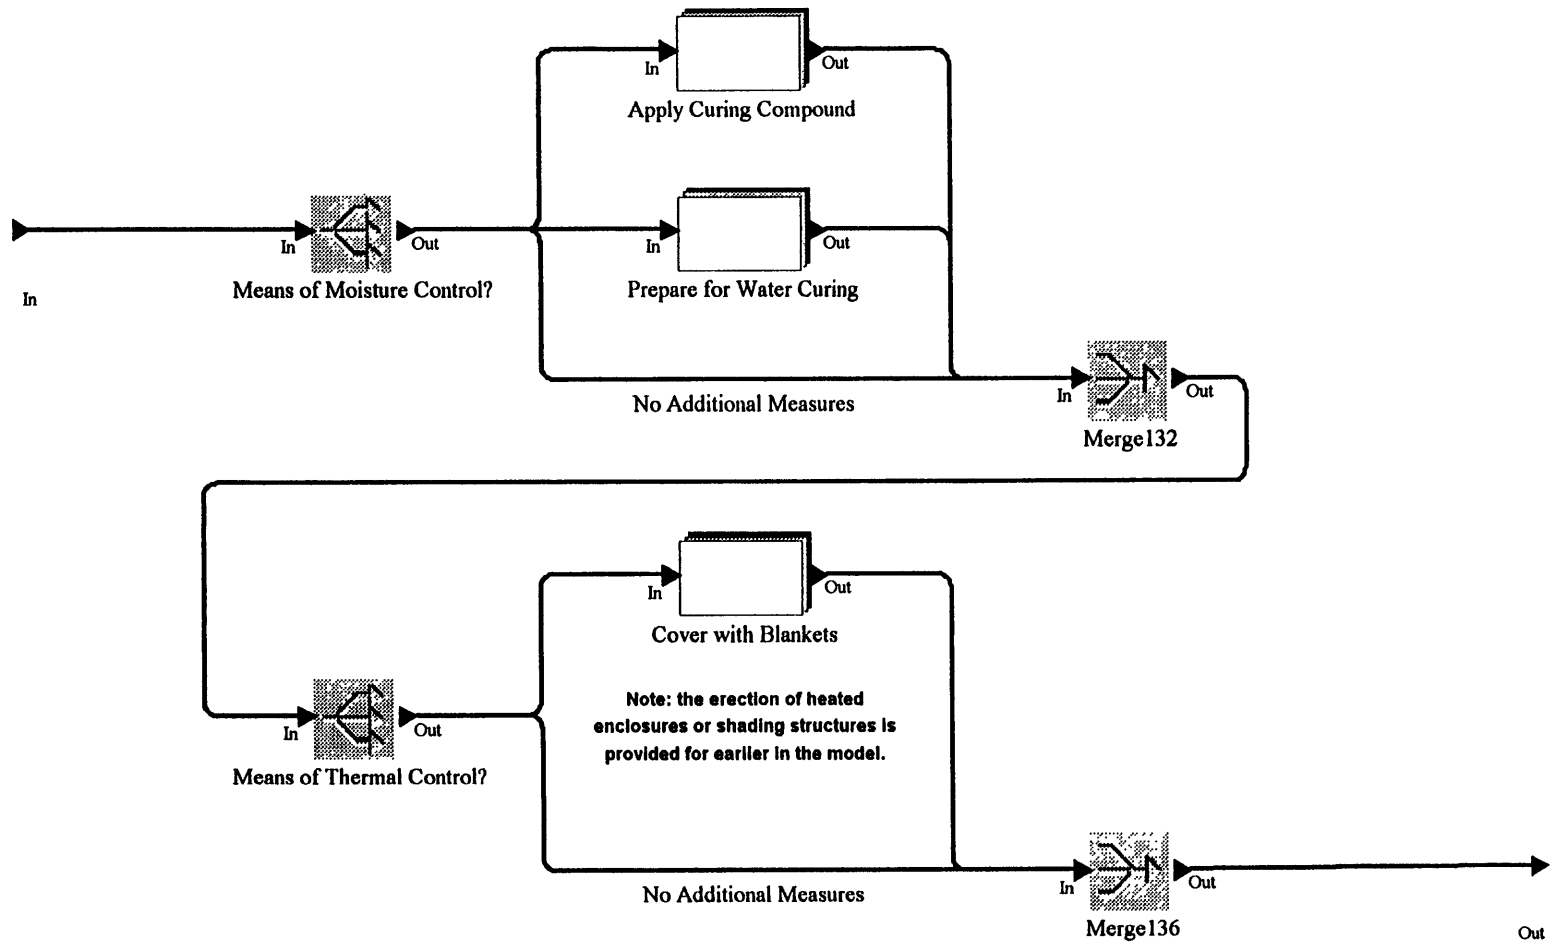 In
Out
Apply Curing Compound
In
In
Out
In
Out
Means of Moisture Control?
Prepare for Water Curing
No Additional Measures
In
Out
Merge132
In
Out
Cover with Blankets
Note: the erection of heated
enclosures or shading structures is
provided for earlier in the model.
In
Out
Means of Thermal Control?
No Additional Measures
In
Out
Merge136
Out